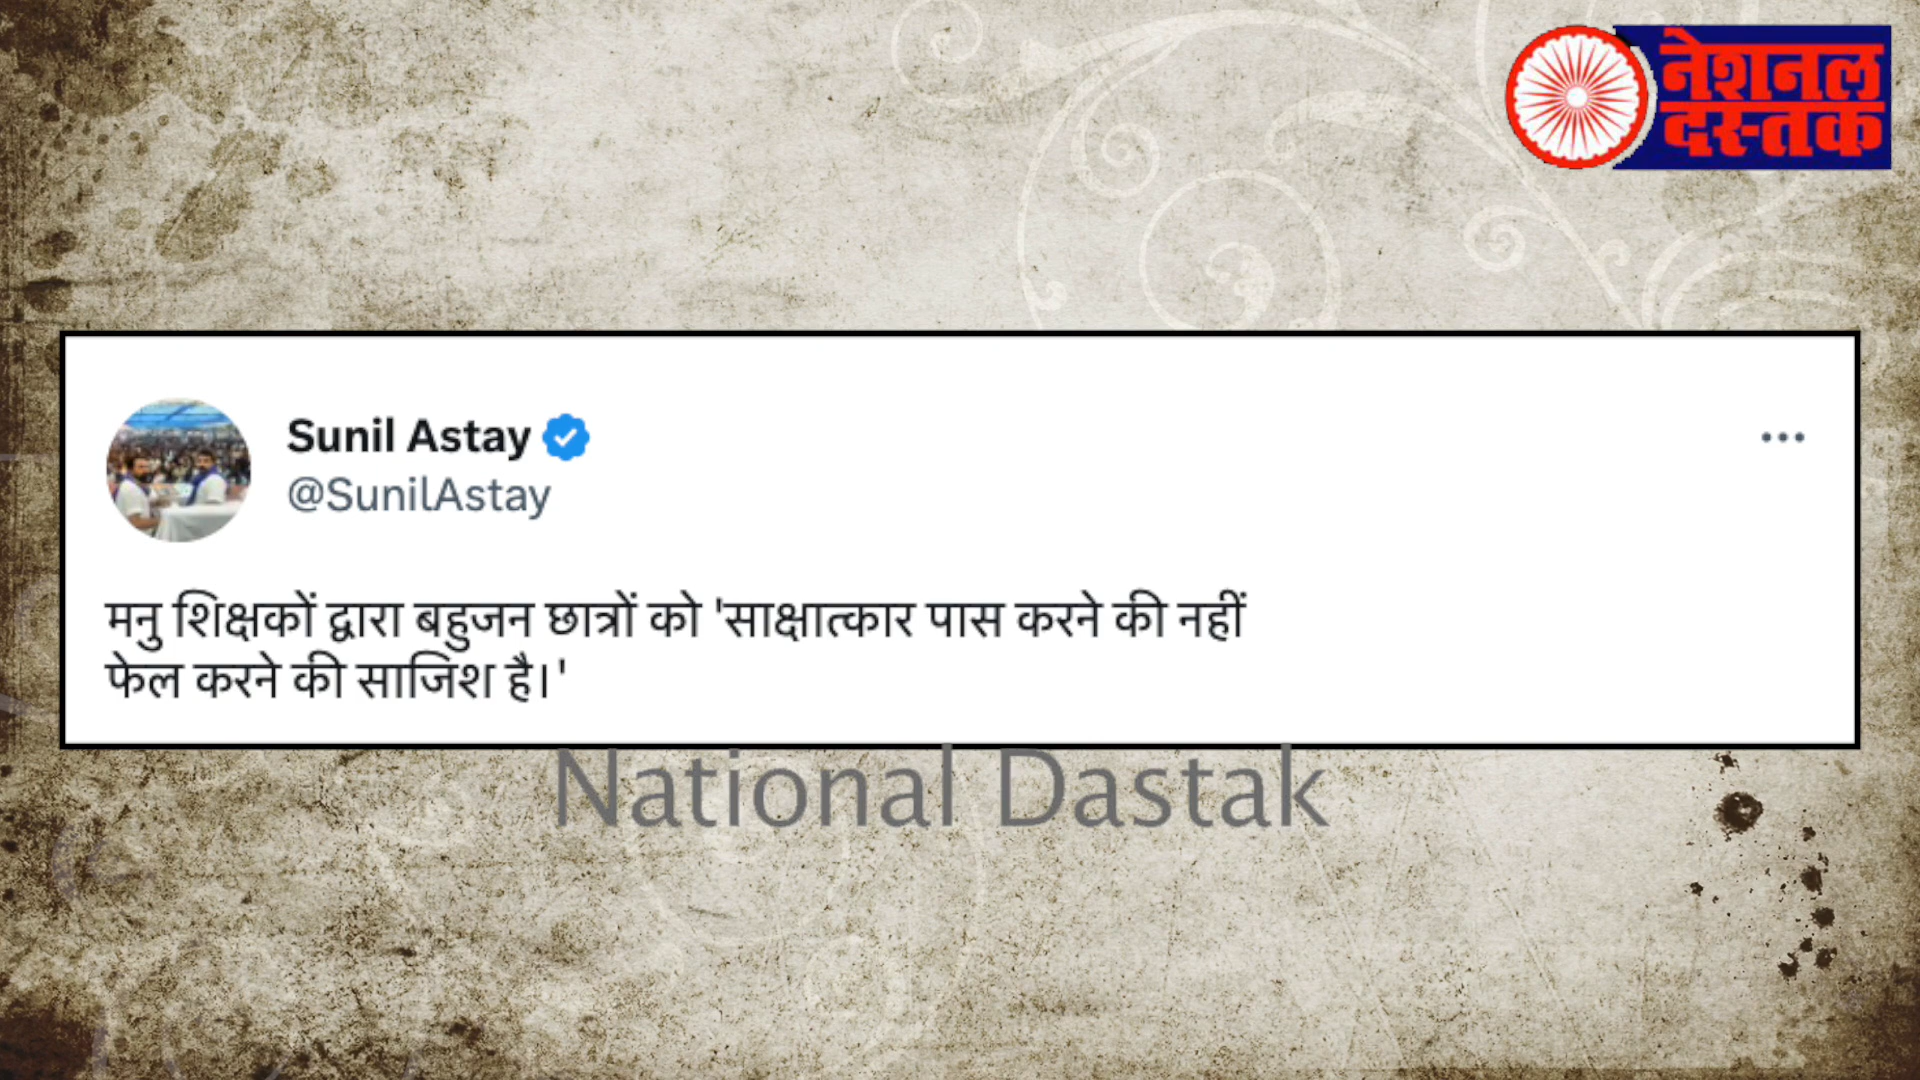 नेशनल
दस्तक
Sunil Astay
@SunilAstay
मनु शिक्षकों द्वारा बहुजन छात्रों को 'साक्षात्कार पास करने की नहीं
फेल करने की साजिश है।'
National Dastak